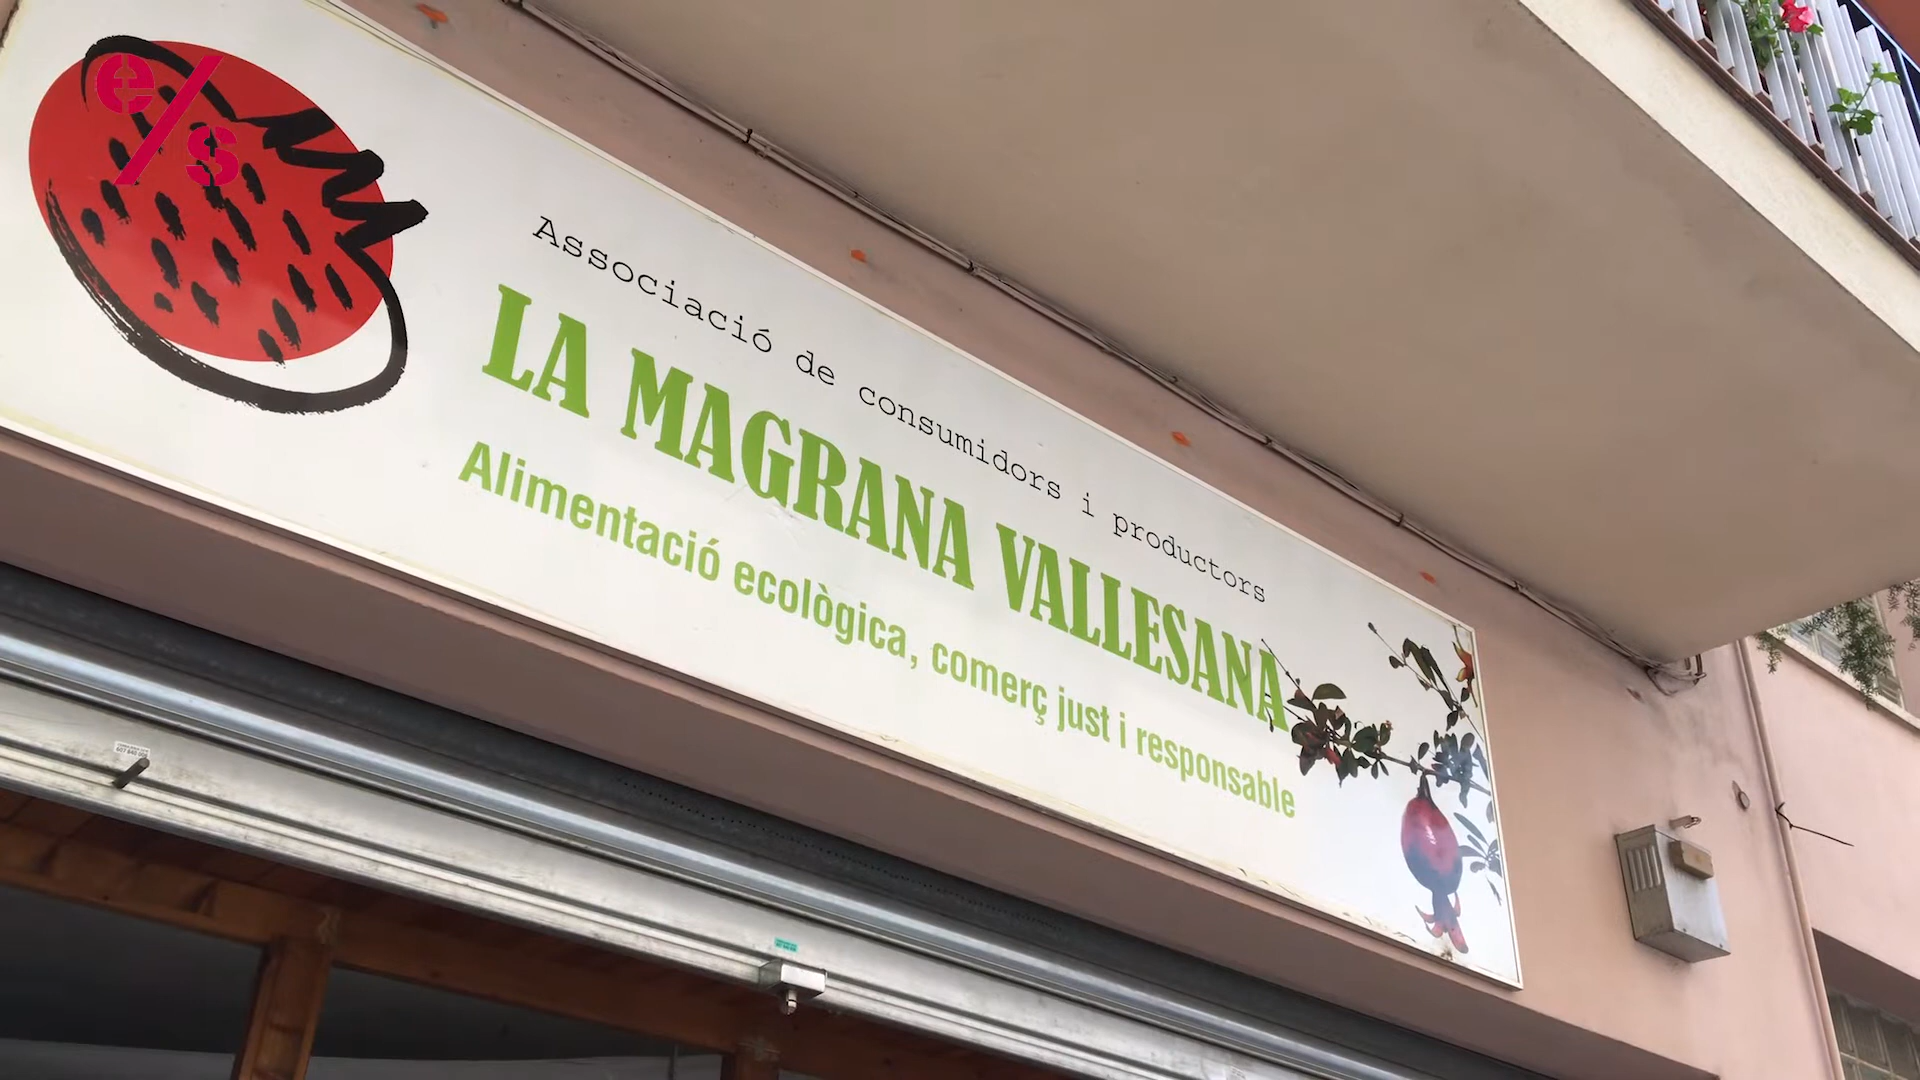 e/s
Associació de consumidors i productors
LA MAGRANA VALLESANA
Alimentació ecològica, comerç just i responsable